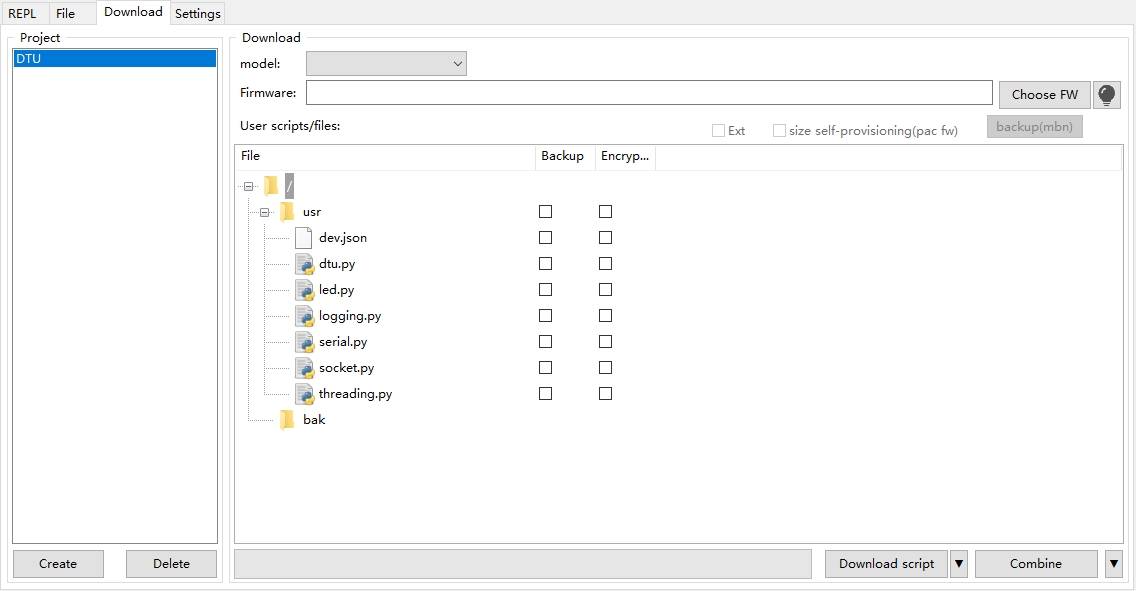 REPL File Download Settings
Project
DTU
Create Delete
Download
model:
Firmware: Choose FW
User scripts/files: Ext size self-provisioning(pac fw) backup(mbn)
File Backup Encryp...
/
usr
dev.json
dtu.py
led.py
logging.py
serial.py
socket.py
threading.py
bak
Download script Combine